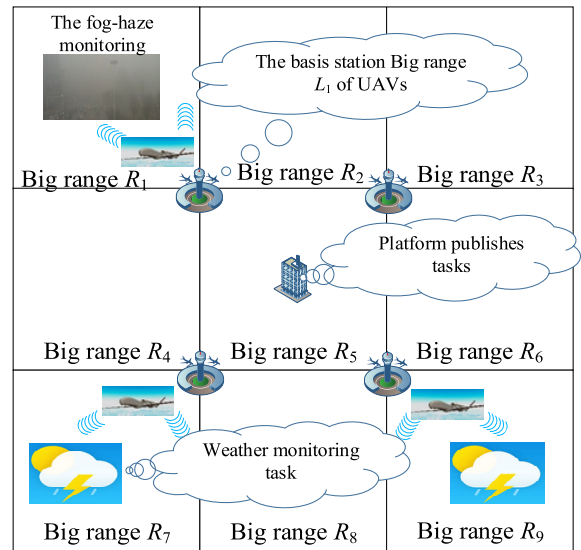 The fog-haze
monitoring
The basis station Big range
L₁ of UAVs
Big range R₁
Big range R₂
Big range R₃
Platform publishes
tasks
Big range R₄
Big range R₅
Big range R₆
Weather monitoring
task
Big range R₇
Big range R₈
Big range R₉